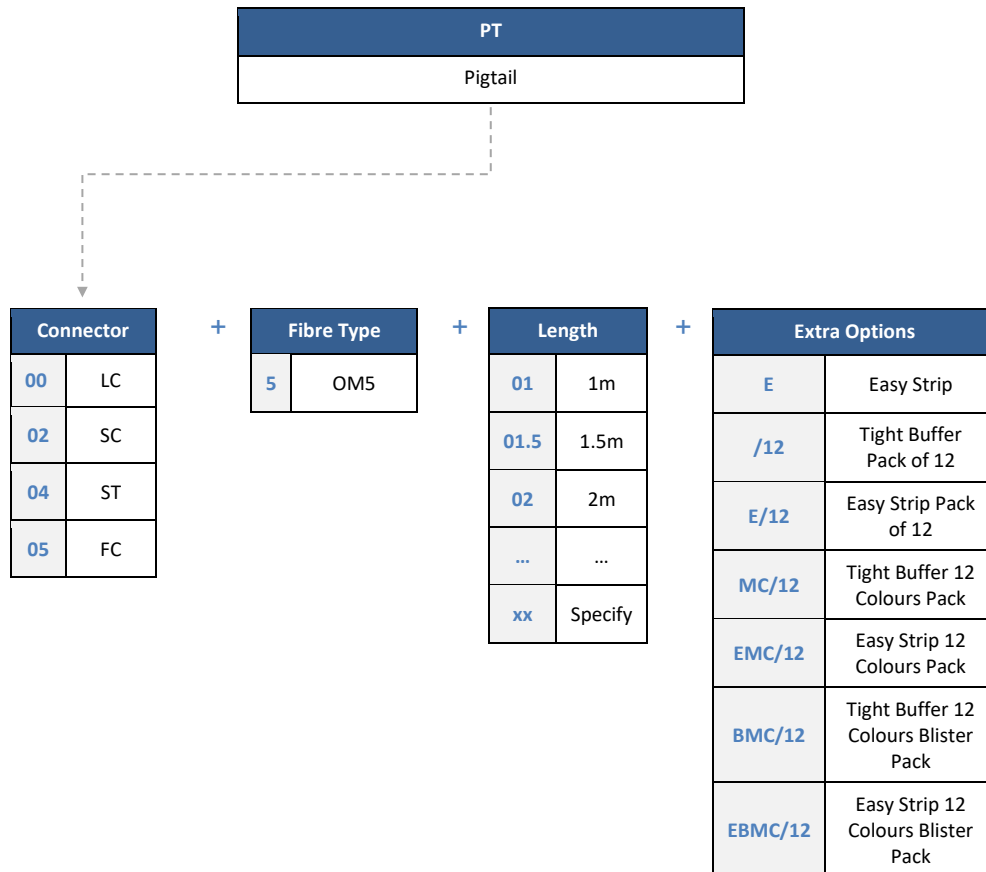 PT
Pigtail
Connector
00 LC
02 SC
04 ST
05 FC
+
Fibre Type
5 OM5
+
Length
01 1m
01.5 1.5m
02 2m
... ...
xx Specify
+
Extra Options
E Easy Strip
/12 Tight Buffer
Pack of 12
E/12 Easy Strip Pack
of 12
MC/12 Tight Buffer 12
Colours Pack
EMC/12 Easy Strip 12
Colours Pack
BMC/12 Tight Buffer 12
Colours Blister
Pack
EBMC/12 Easy Strip 12
Colours Blister
Pack